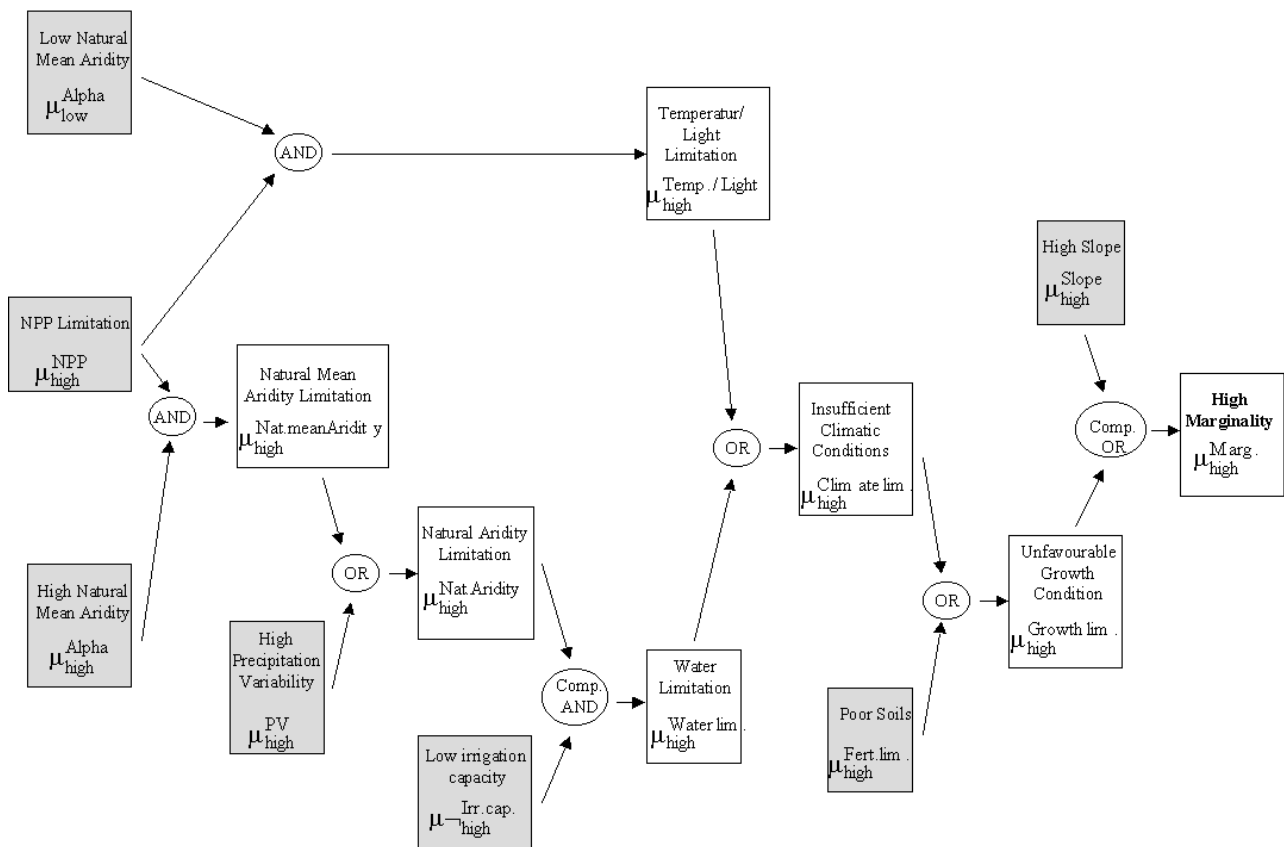 Low Natural
Mean Aridity
μ Alpha
low
AND
Temperatur/
Light
Limitation
μ Temp./Light
high
NPP Limitation
μ NPP
high
High Slope
μ Slope
high
AND
Natural Mean
Aridity Limitation
μ Nat.meanAridit y
high
OR
Insufficient
Climatic
Conditions
μ Clim ate lim .
high
Comp.
OR
High
Marginality
μ Marg .
high
High Natural
Mean Aridity
μ Alpha
high
OR
Natural Aridity
Limitation
μ Nat.Aridity
high
High
Precipitation
Variability
μ PV
high
Comp.
AND
Water
Limitation
μ Water lim .
high
Low irrigation
capacity
μ¬ Irr.cap.
high
OR
Unfavourable
Growth
Condition
μ Growth lim .
high
Poor Soils
μ Fert.lim .
high